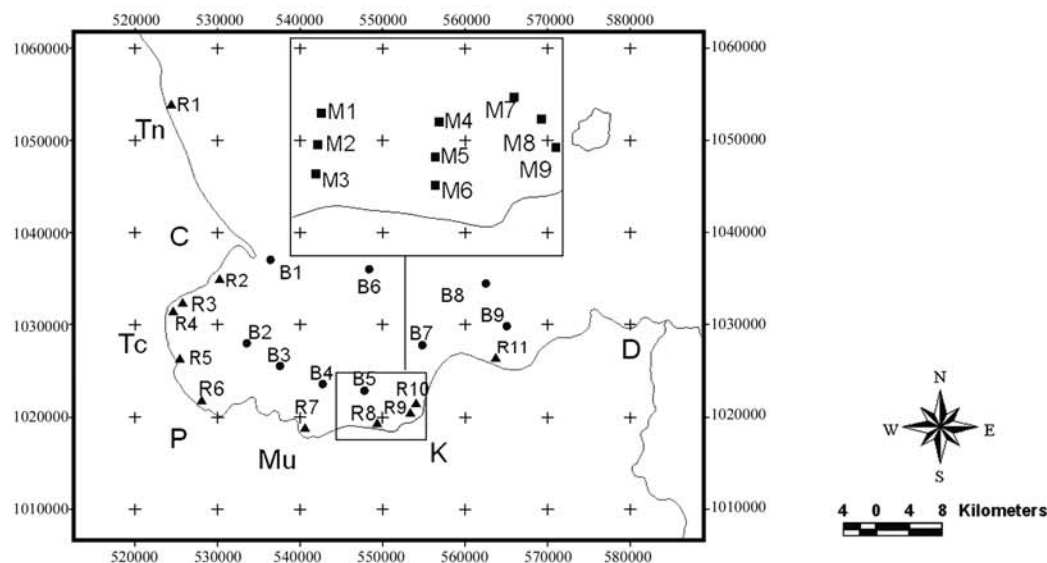 520000 530000 540000 550000 560000 570000 580000
1060000 1060000
R1
Tn
M1 M4 M7
M2 M5 M8
M3 M6 M9
1050000 1050000
1040000 1040000
C
B1 B6
R2 B8
R3 B9
1030000 1030000
R4
Tc B2 B7 D
R5 B3 R11
R6 B4 B5 R10
R7 R8 R9
1020000 1020000
P Mu K
1010000 1010000
520000 530000 540000 550000 560000 570000 580000
N
W E
S
4 0 4 8 Kilometers